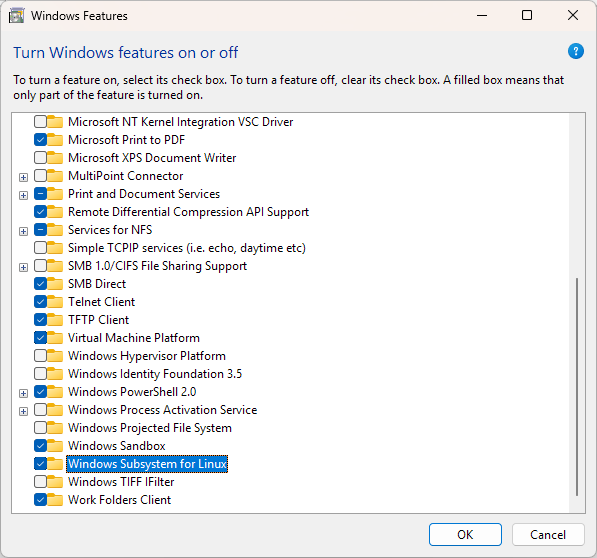 Windows Features
Turn Windows features on or off
?
To turn a feature on, select its check box. To turn a feature off, clear its check box. A filled box means that
only part of the feature is turned on.
Microsoft NT Kernel Integration VSC Driver
Microsoft Print to PDF
Microsoft XPS Document Writer
MultiPoint Connector
Print and Document Services
Remote Differential Compression API Support
Services for NFS
Simple TCPIP services (i.e. echo, daytime etc)
SMB 1.0/CIFS File Sharing Support
SMB Direct
Telnet Client
TFTP Client
Virtual Machine Platform
Windows Hypervisor Platform
Windows Identity Foundation 3.5
Windows PowerShell 2.0
Windows Process Activation Service
Windows Projected File System
Windows Sandbox
Windows Subsystem for Linux
Windows TIFF IFilter
Work Folders Client
OK
Cancel